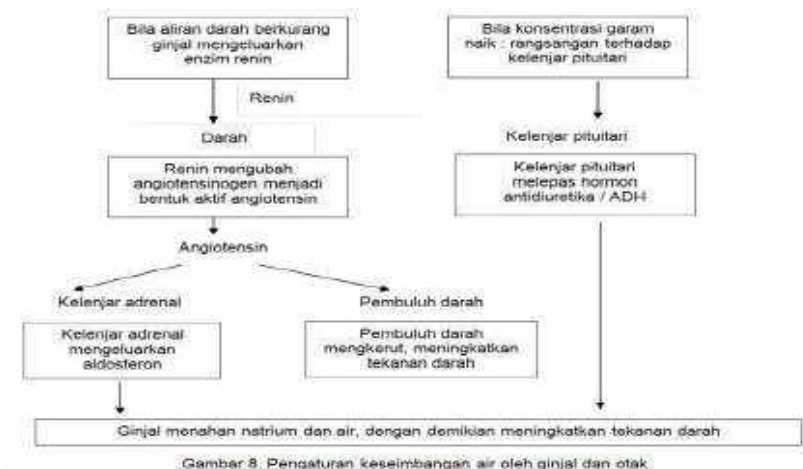 Bila aliran darah berkurang
ginjal mengeluarkan
enzim renin
Renin
Darah
Renin mengubah
angiotensinogen menjadi
bentuk aktif angiotensin
Angiotensin
Kelenjar adrenal
Kelenjar adrenal
mengeluarkan
aldosteron
Pembuluh darah
Pembuluh darah
mengkerut, meningkatkan
tekanan darah
Bila konsentrasi garam
naik : rangsangan terhadap
kelenjar pituitari
Kelenjar pituitari
Kelenjar pituitari
melepas hormon
antidiuretika / ADH
Ginjal menahan natrium dan air, dengan demikian meningkatkan tekanan darah
Gambar 8. Pengaturan keseimbangan air oleh ginjal dan otak